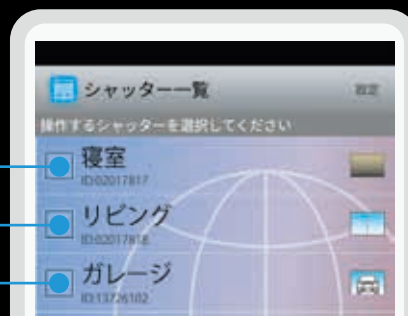 シャッター一覧
設定
操作するシャッターを選択してください
寝室
ID:02017817
リビング
ID:02017818
ガレージ
ID:13726102